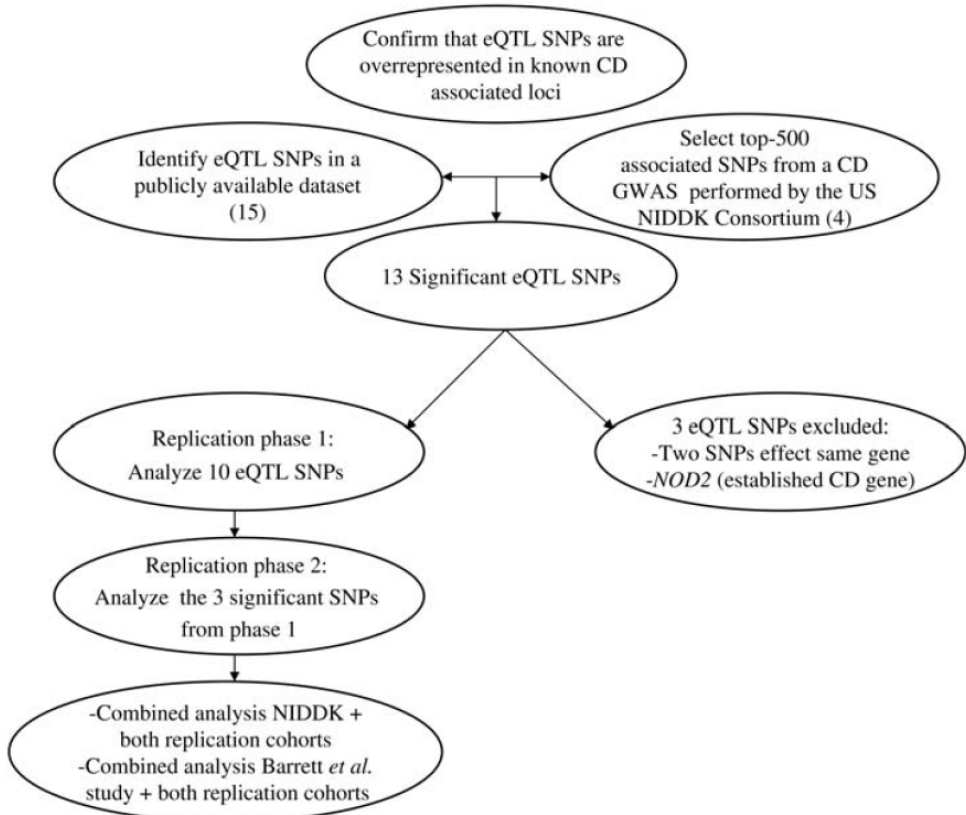 Confirm that eQTL SNPs are
overrepresented in known CD
associated loci
Identify eQTL SNPs in a
publicly available dataset
(15)
Select top-500
associated SNPs from a CD
GWAS performed by the US
NIDDK Consortium (4)
13 Significant eQTL SNPs
Replication phase 1:
Analyze 10 eQTL SNPs
3 eQTL SNPs excluded:
-Two SNPs effect same gene
-NOD2 (established CD gene)
Replication phase 2:
Analyze the 3 significant SNPs
from phase 1
-Combined analysis NIDDK +
both replication cohorts
-Combined analysis Barrett et al.
study + both replication cohorts